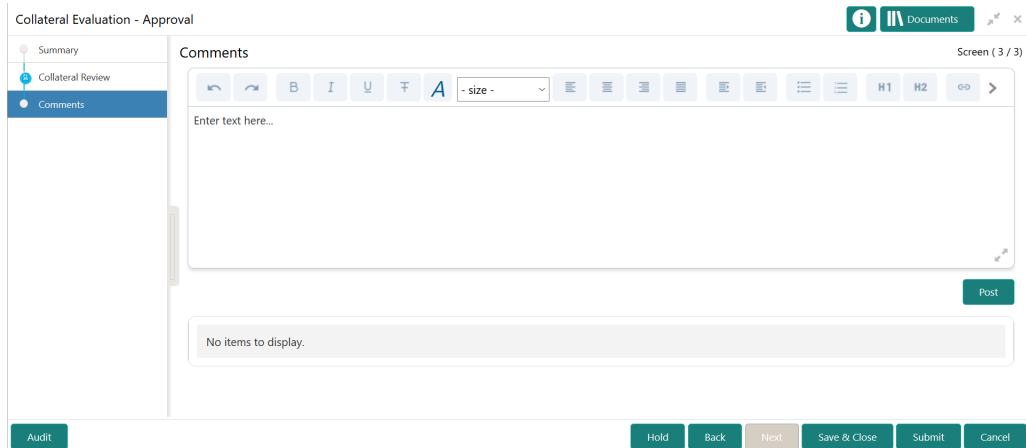 Collateral Evaluation - Approval
Documents
Summary
Collateral Review
Comments
Comments
Screen ( 3 / 3)
B I U T A - size - H1 H2
Enter text here...
Post
No items to display.
Audit
Hold Back Next Save & Close Submit Cancel